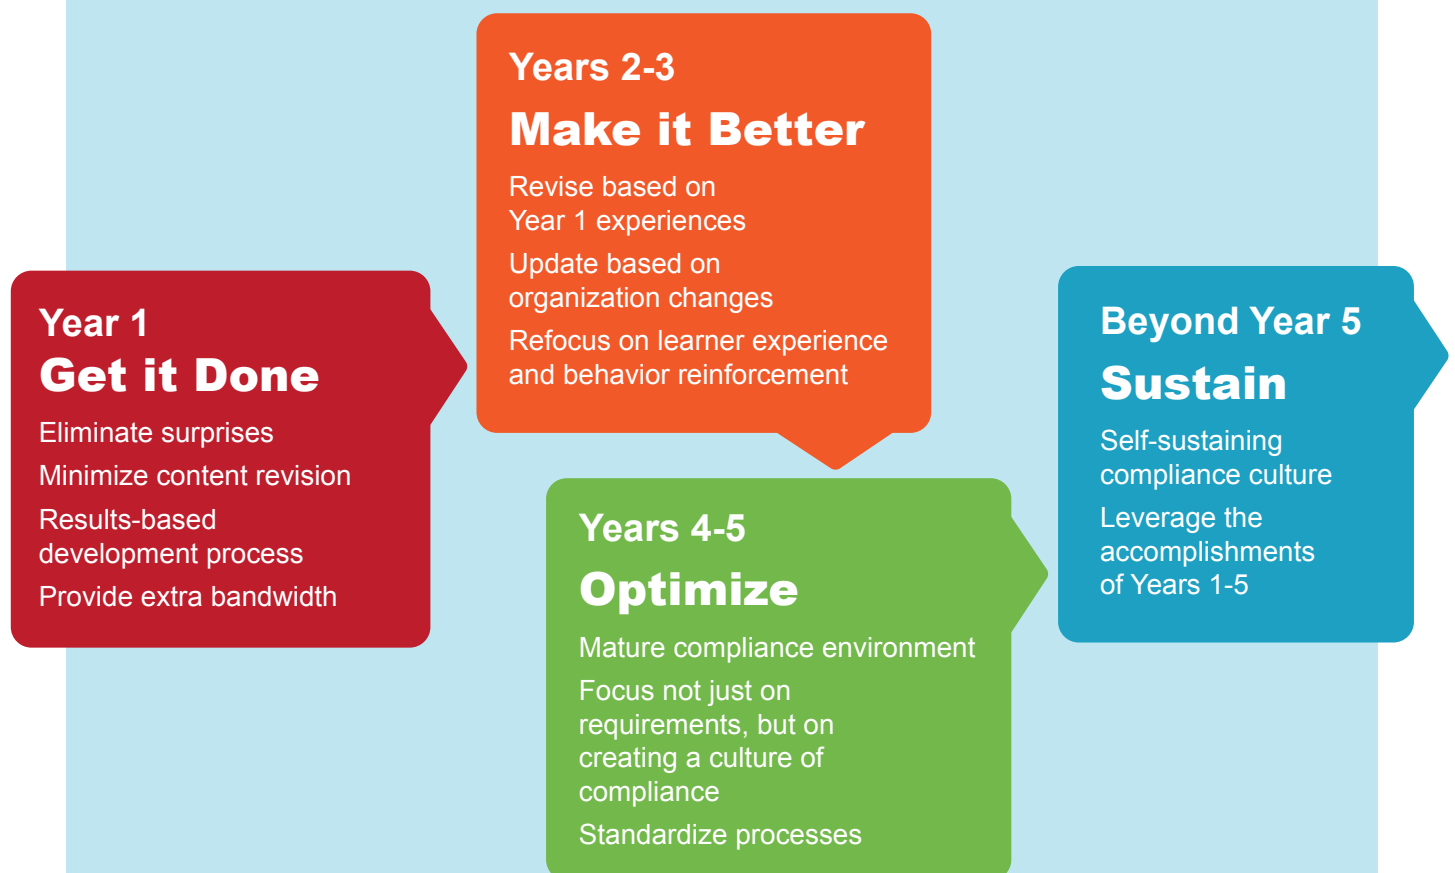 Year 1
Get it Done
Eliminate surprises
Minimize content revision
Results-based
development process
Provide extra bandwidth
Years 2-3
Make it Better
Revise based on
Year 1 experiences
Update based on
organization changes
Refocus on learner experience
and behavior reinforcement
Years 4-5
Optimize
Mature compliance environment
Focus not just on
requirements, but on
creating a culture of
compliance
Standardize processes
Beyond Year 5
Sustain
Self-sustaining
compliance culture
Leverage the
accomplishments
of Years 1-5